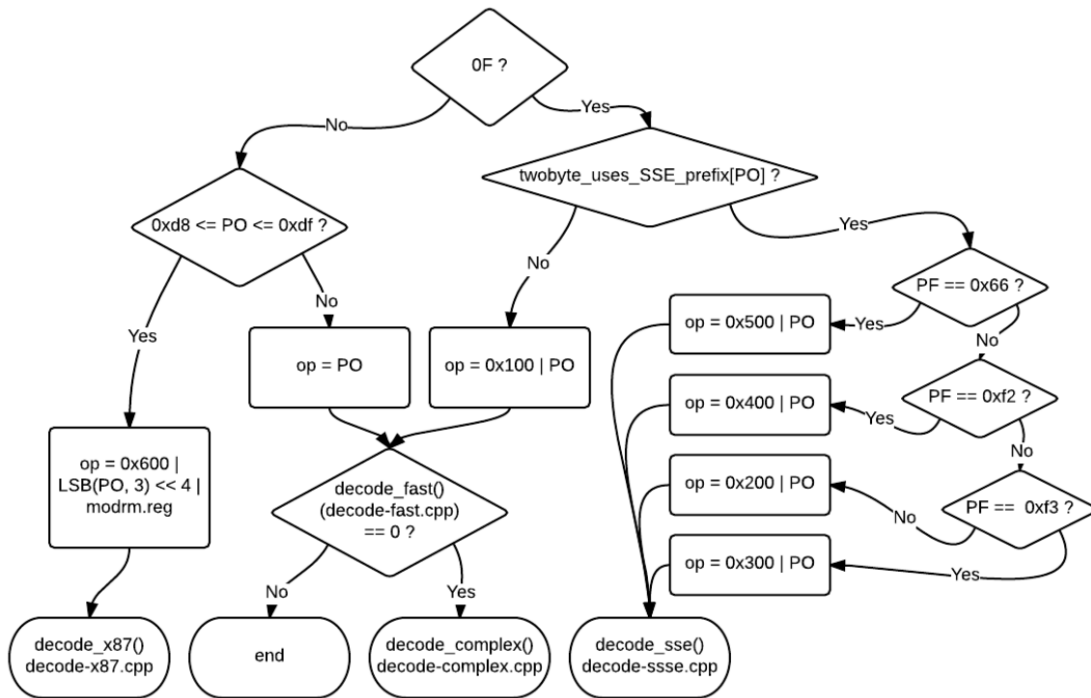 0F ?
Yes
No
twobyte_uses_SSE_prefix[PO] ?
0xd8 <= PO <= 0xdf ?
Yes
No
PF == 0x66 ?
No
op = 0x500 | PO
Yes
Yes
No
op = PO
op = 0x100 | PO
op = 0x400 | PO
Yes
PF == 0xf2 ?
No
op = 0x600 |
LSB(PO, 3) << 4 |
modrm.reg
decode_fast()
(decode-fast.cpp)
== 0 ?
op = 0x200 | PO
No
PF == 0xf3 ?
op = 0x300 | PO
Yes
No
Yes
decode_x87()
decode-x87.cpp
end
decode_complex()
decode-complex.cpp
decode_sse()
decode-ssse.cpp